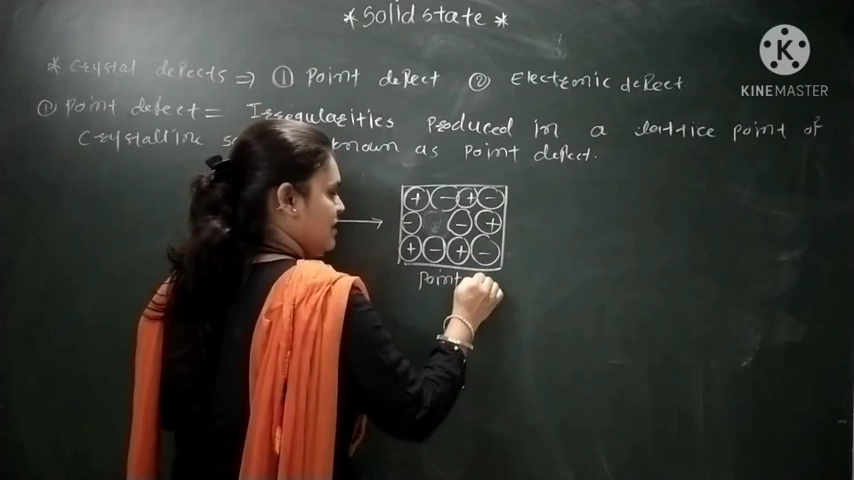 * Solid state *
* Crystal defects ⇒ ① Point defect ② Electronic defect
① Point defect = Irregularities produced in a lattice point of
crystalline known as point defect.
+ - + -
- - +
+ - + -
Point
K
KINEMASTER